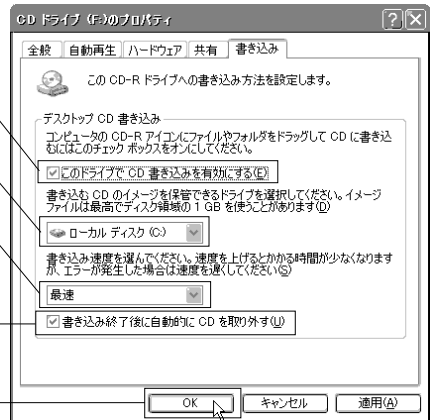 CD ドライブ (F:)のプロパティ
全般 自動再生 ハードウェア 共有 書き込み
この CD-R ドライブへの書き込み方法を設定します。
デスクトップ CD 書き込み
コンピュータの CD-R アイコンにファイルやフォルダをドラッグして CD に書き込
むにはこのチェック ボックスをオンにしてください。
このドライブで CD 書き込みを有効にする(E)
書き込む CD のイメージを保管できるドライブを選択してください。イメージ
ファイルは最高でディスク領域の 1 GB を使うことがあります(D)
ローカル ディスク (C:)
書き込み速度を選んでください。速度を上げるとかかる時間が少なくなります
が、エラーが発生した場合は速度を遅くしてください(S)
最速
書き込み終了後に自動的に CD を取り外す(U)
OK キャンセル 適用(A)